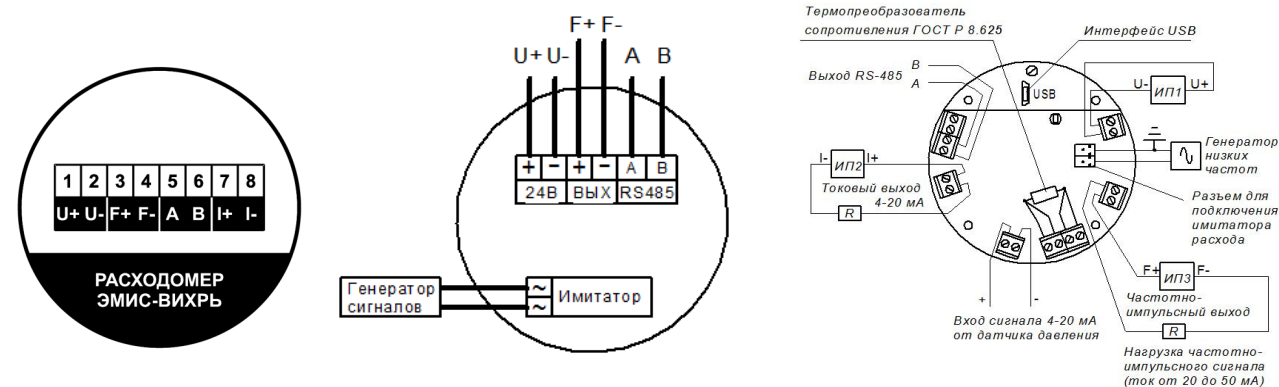 1 2 3 4 5 6 7 8
U+ U- F+ F- A B I+ I-
РАСХОДОМЕР
ЭМИС-ВИХРЬ
F+ F-
U+ U- A B
+ - + - A B
24В ВЫХ RS485
Генератор
сигналов
~
~
Имитатор
Термопреобразователь
сопротивления ГОСТ Р 8.625
Интерфейс USB
Выход RS-485
B
A
USB
U- ИП1 U+
Генератор
низких
частот
I- ИП2 I+
Токовый выход
4-20 мА
R
Разъем для
подключения
имитатора
расхода
+ -
Вход сигнала 4-20 мА
от датчика давления
F+ ИП3 F-
Частотно-
импульсный выход
R
Нагрузка частотно-
импульсного сигнала
(ток от 20 до 50 мА)